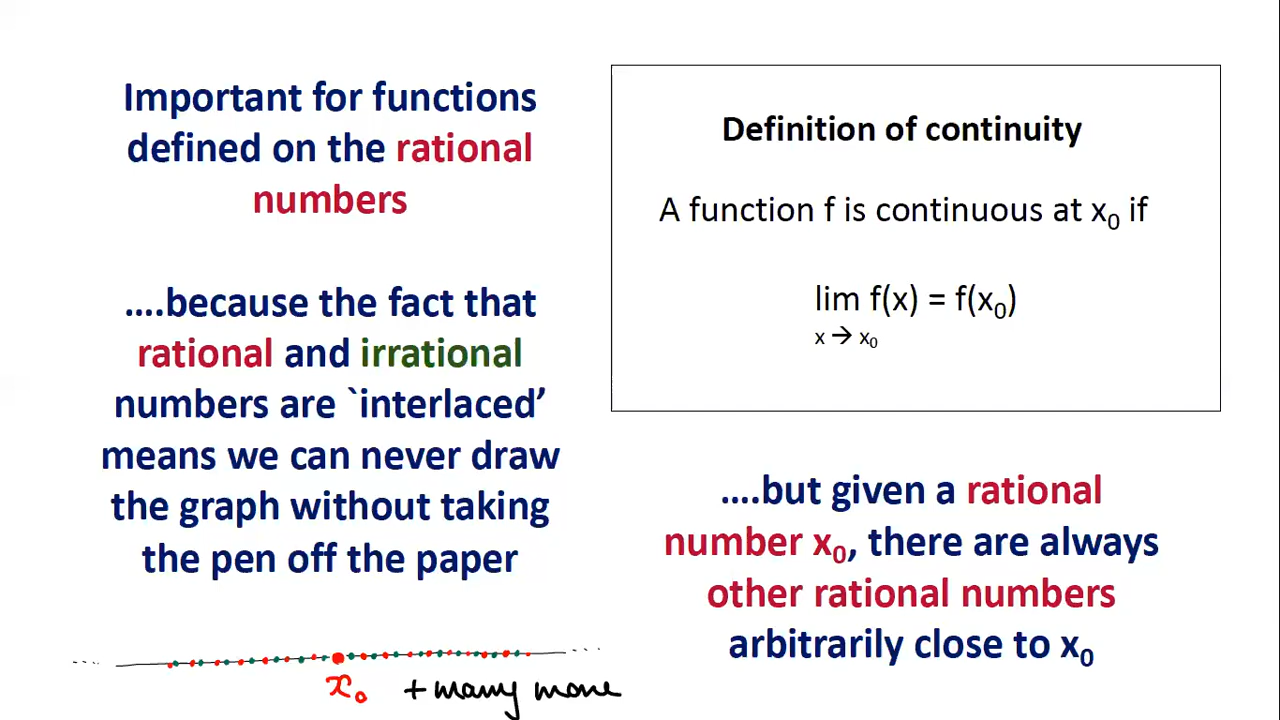 Important for functions
defined on the rational
numbers
....because the fact that
rational and irrational
numbers are `interlaced’
means we can never draw
the graph without taking
the pen off the paper
Definition of continuity
A function f is continuous at x₀ if
lim f(x) = f(x₀)
x → x₀
....but given a rational
number x₀, there are always
other rational numbers
arbitrarily close to x₀
x₀ + many more